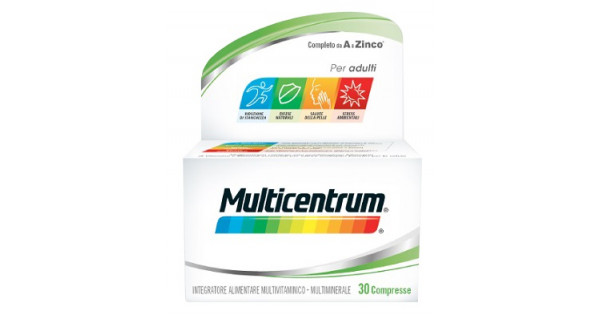 Completo da A a Zinco®
Per adulti
RIDUZIONE DI STANCHEZZA
DIFESE NATURALI
SALUTE DELLA PELLE
STRESS AMBIENTALI
Multicentrum®
®
INTEGRATORE ALIMENTARE MULTIVITAMINICO - MULTIMINERALE 30 Compresse